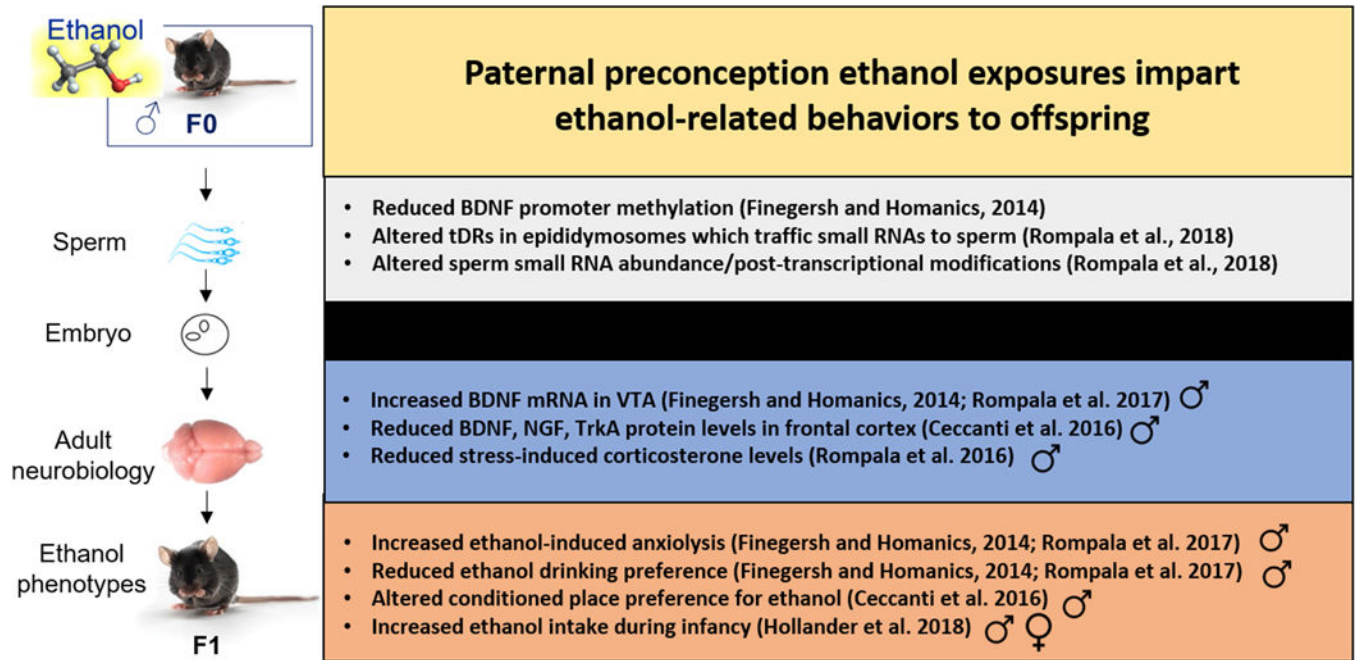 Ethanol
♂ F0
Sperm
Embryo
Adult
neurobiology
Ethanol
phenotypes
F1
Paternal preconception ethanol exposures impart
ethanol-related behaviors to offspring
• Reduced BDNF promoter methylation (Finegersh and Homanics, 2014)
• Altered tDRs in epididymosomes which traffic small RNAs to sperm (Rompala et al., 2018)
• Altered sperm small RNA abundance/post-transcriptional modifications (Rompala et al., 2018)
• Increased BDNF mRNA in VTA (Finegersh and Homanics, 2014; Rompala et al. 2017) ♂
• Reduced BDNF, NGF, TrkA protein levels in frontal cortex (Ceccanti et al. 2016) ♂
• Reduced stress-induced corticosterone levels (Rompala et al. 2016) ♂
• Increased ethanol-induced anxiolysis (Finegersh and Homanics, 2014; Rompala et al. 2017) ♂
• Reduced ethanol drinking preference (Finegersh and Homanics, 2014; Rompala et al. 2017) ♂
• Altered conditioned place preference for ethanol (Ceccanti et al. 2016) ♂
• Increased ethanol intake during infancy (Hollander et al. 2018) ♂ ♀